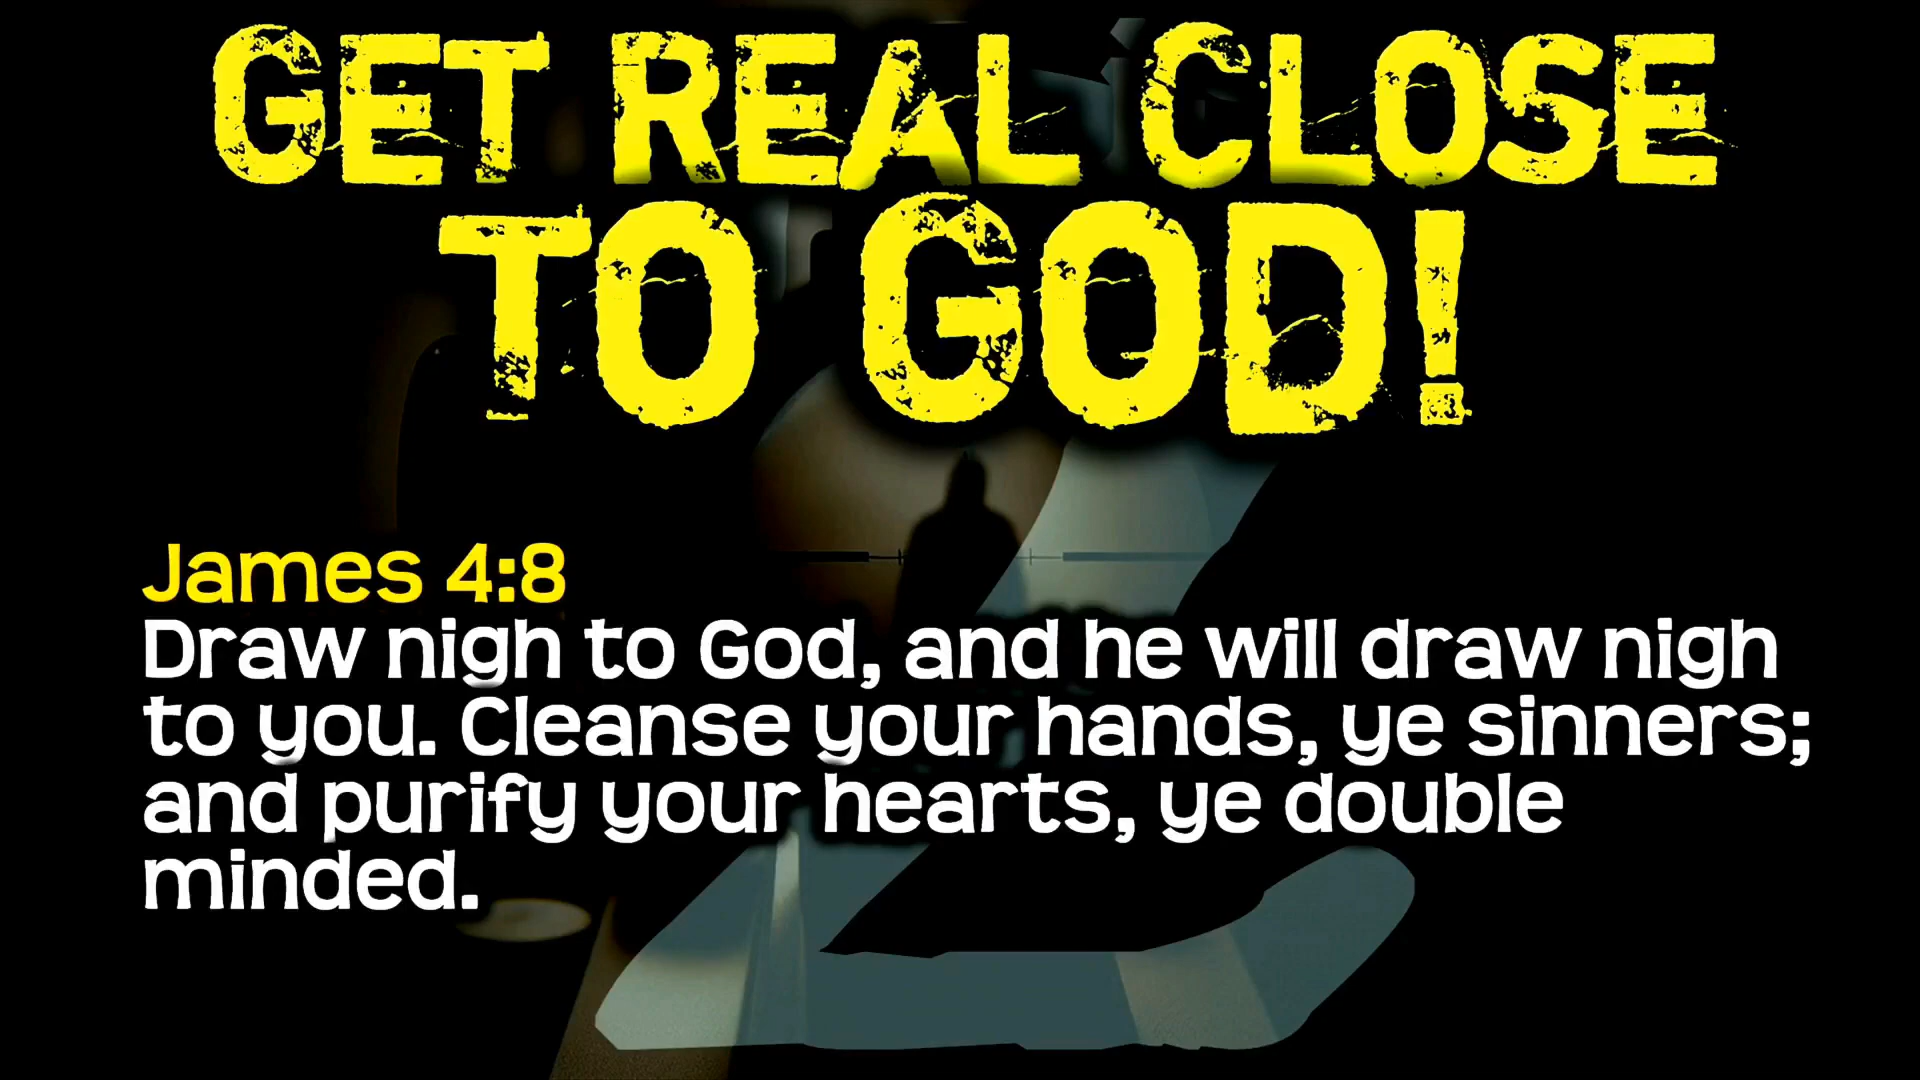 GET REAL CLOSE
TO GOD!
James 4:8
Draw nigh to God, and he will draw nigh
to you. Cleanse your hands, ye sinners;
and purify your hearts, ye double
minded.